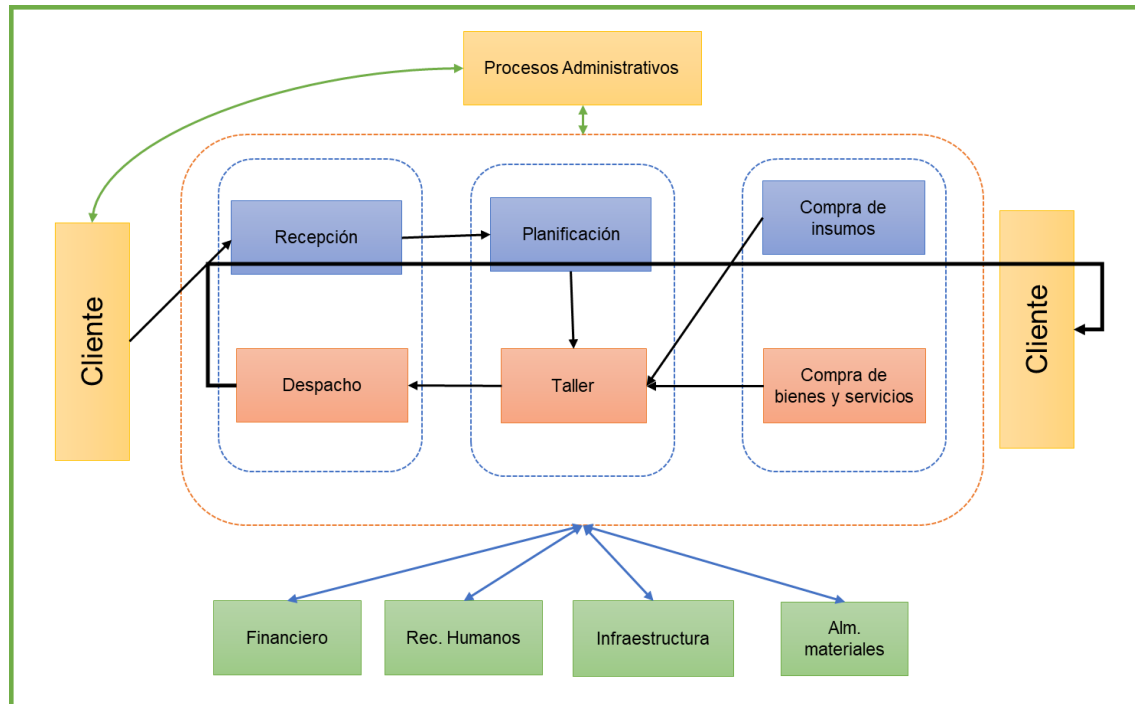 Procesos Administrativos
Cliente
Recepción
Planificación
Compra de
insumos
Despacho
Taller
Compra de
bienes y servicios
Cliente
Financiero
Rec. Humanos
Infraestructura
Alm.
materiales